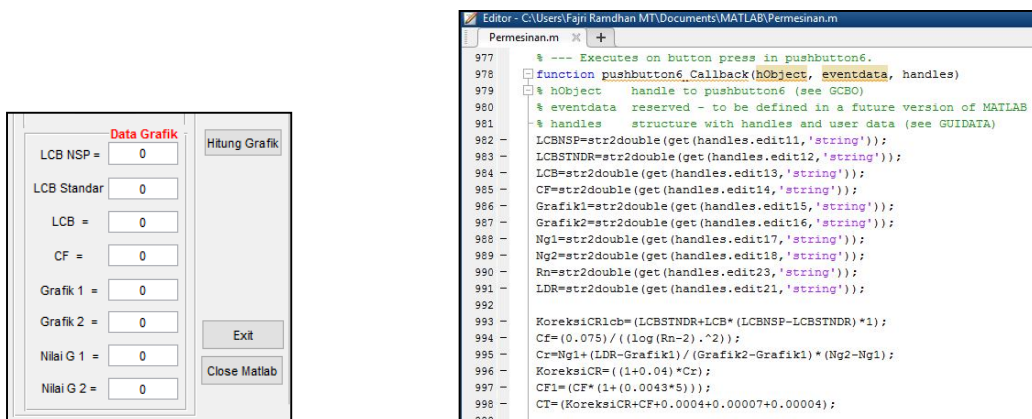 Data Grafik
LCB NSP = 0
LCB Standar 0
LCB = 0
CF = 0
Grafik 1 = 0
Grafik 2 = 0
Nilai G 1 = 0
Nilai G 2 = 0
Hitung Grafik
Exit
Close Matlab
Editor - C:\Users\Fajri Ramdhan MT\Documents\MATLAB\Permesinan.m
Permesinan.m × +
977 % --- Executes on button press in pushbutton6.
978 function pushbutton6_Callback(hObject, eventdata, handles)
979 % hObject    handle to pushbutton6 (see GCBO)
980 % eventdata  reserved - to be defined in a future version of MATLAB
981 % handles    structure with handles and user data (see GUIDATA)
982 - LCBNSP=str2double(get(handles.edit11,'string'));
983 - LCBSTNDR=str2double(get(handles.edit12,'string'));
984 - LCB=str2double(get(handles.edit13,'string'));
985 - CF=str2double(get(handles.edit14,'string'));
986 - Grafik1=str2double(get(handles.edit15,'string'));
987 - Grafik2=str2double(get(handles.edit16,'string'));
988 - Ng1=str2double(get(handles.edit17,'string'));
989 - Ng2=str2double(get(handles.edit18,'string'));
990 - Rn=str2double(get(handles.edit23,'string'));
991 - LDR=str2double(get(handles.edit21,'string'));
992
993 - KoreksiCRlcb=(LCBSTNDR+LCB*(LCBNSP-LCBSTNDR)*1);
994 - Cf=(0.075)/((log(Rn-2).^2));
995 - Cr=Ng1+(LDR-Grafik1)/(Grafik2-Grafik1)*(Ng2-Ng1);
996 - KoreksiCR=((1+0.04)*Cr);
997 - CF1=(CF*(1+(0.0043*5)));
998 - CT=(KoreksiCR+CF+0.0004+0.00007+0.00004);